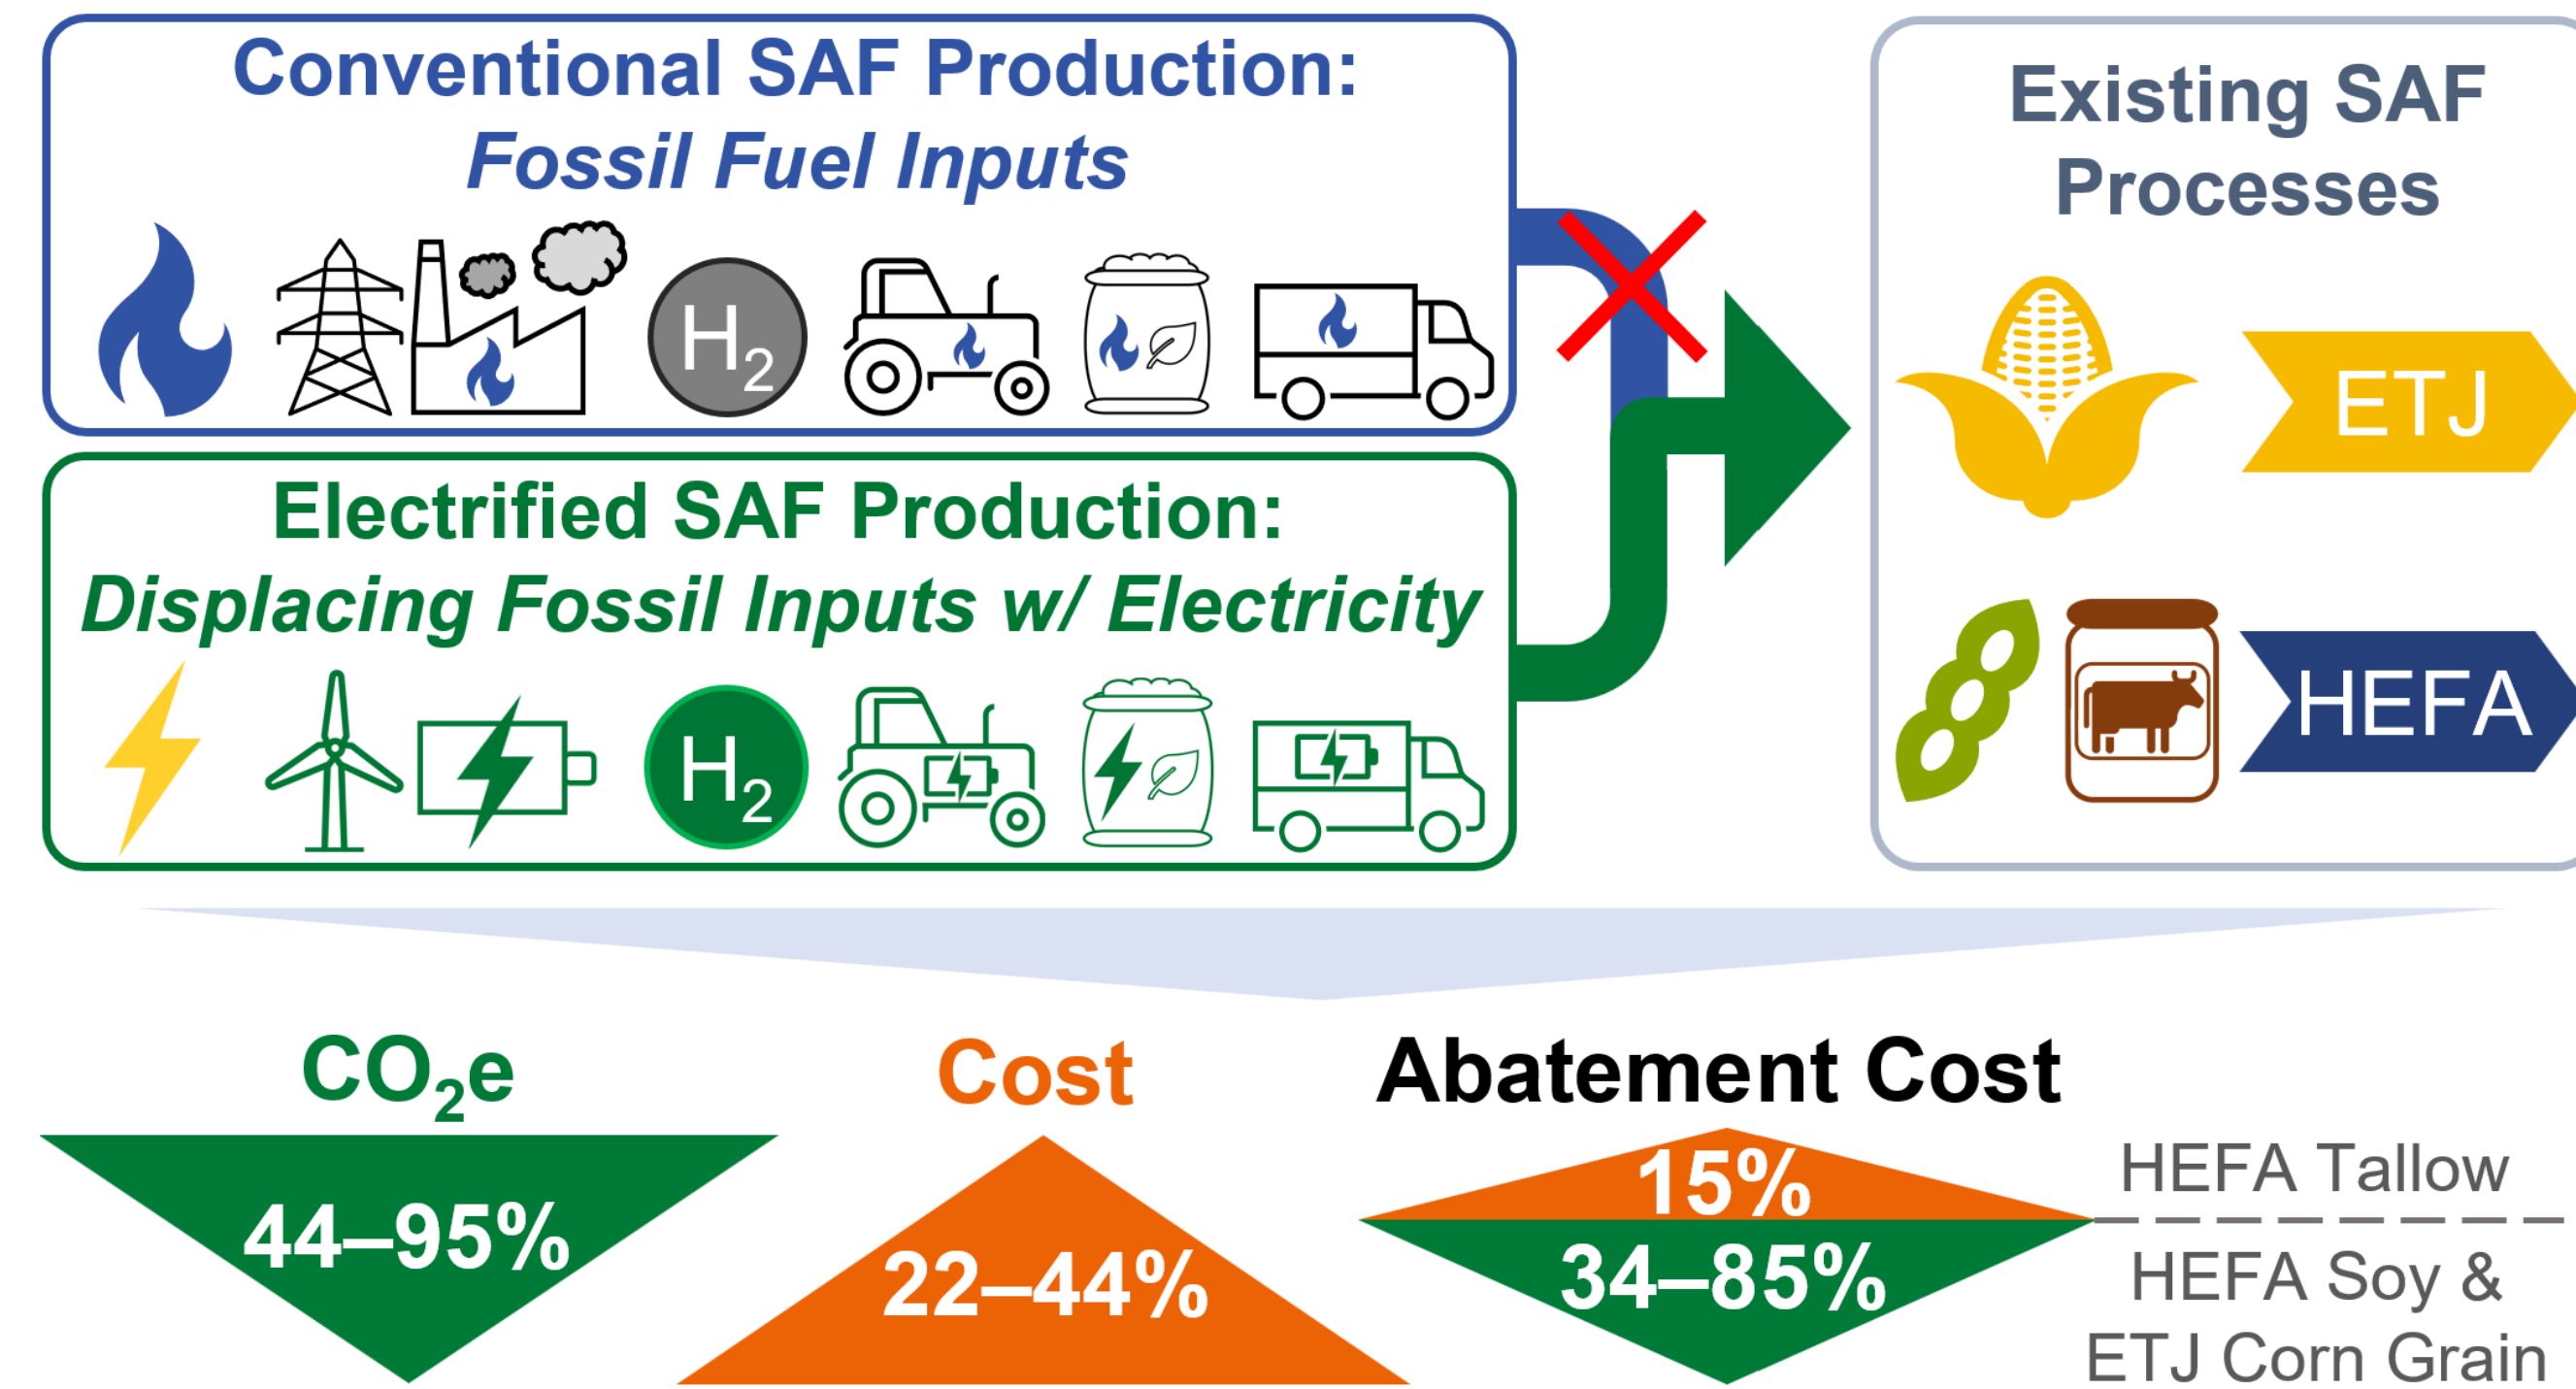 Conventional SAF Production:
Fossil Fuel Inputs
H₂
Electrified SAF Production:
Displacing Fossil Inputs w/ Electricity
H₂
Existing SAF
Processes
ETJ
HEFA
CO₂e
44–95%
Cost
22–44%
Abatement Cost
15%
34–85%
HEFA Tallow
HEFA Soy &
ETJ Corn Grain